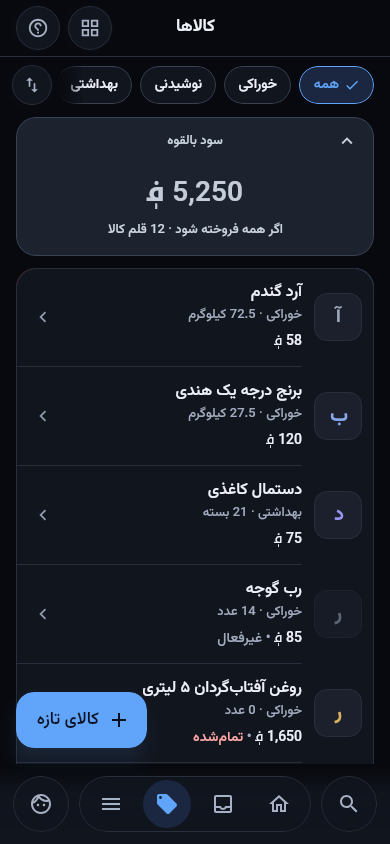 کالاها
همه
خوراکی
نوشیدنی
بهداشتی
سود بالقوه
5,250 ؋
اگر همه فروخته شود · 12 قلم کالا
آ
آرد گندم
خوراکی · 72.5 کیلوگرم
58 ؋
ب
برنج درجه یک هندی
خوراکی · 27.5 کیلوگرم
120 ؋
د
دستمال کاغذی
بهداشتی · 21 بسته
75 ؋
ر
رب گوجه
خوراکی · 14 عدد
85 ؋ • غیرفعال
ر
روغن آفتاب‌گردان ۵ لیتری
خوراکی · 0 عدد
1,650 ؋ • تمام‌شده
کالای تازه